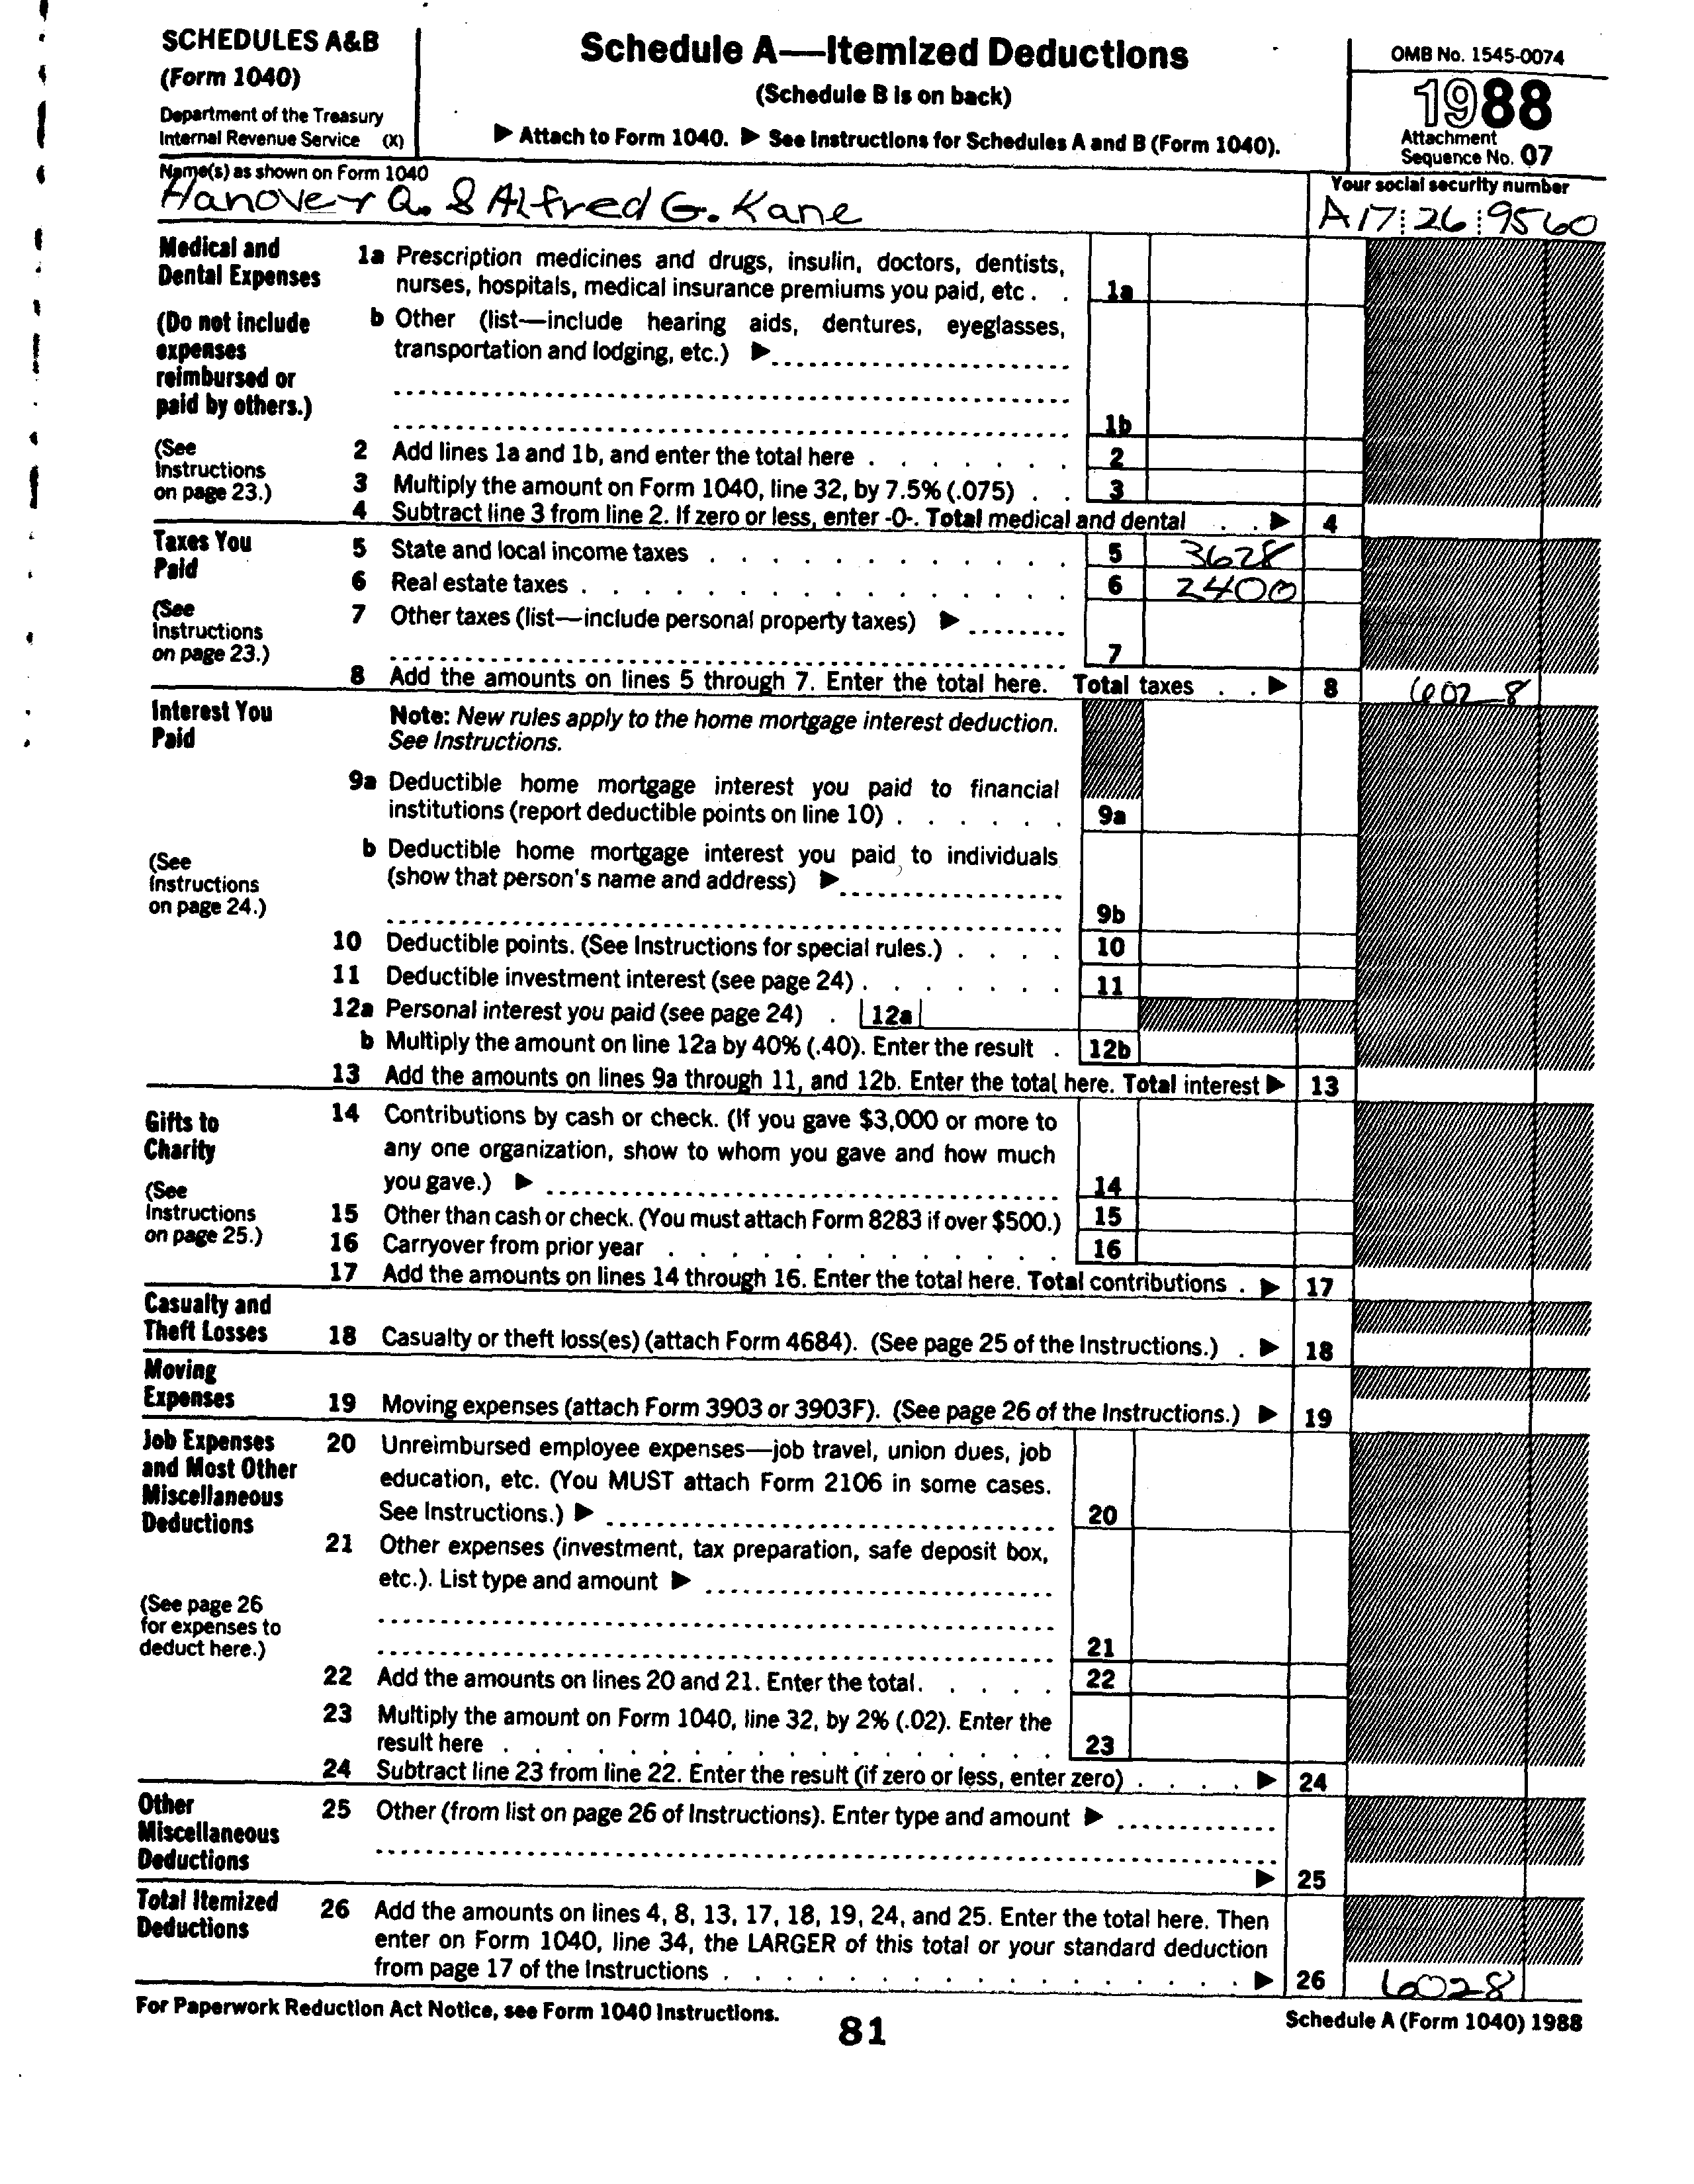 SCHEDULES A&B
(Form 1040)
Department of the Treasury
Internal Revenue Service (X)
Schedule A—Itemized Deductions
(Schedule B is on back)
▶ Attach to Form 1040. ▶ See Instructions for Schedules A and B (Form 1040).
OMB No. 1545-0074
1988
Attachment
Sequence No. 07
Name(s) as shown on Form 1040
Hanover Q. & Alfred G. Kane
Your social security number
A17 26 9560
Medical and
Dental Expenses
(Do not include
expenses
reimbursed or
paid by others.)
(See
Instructions
on page 23.)
1a Prescription medicines and drugs, insulin, doctors, dentists,
nurses, hospitals, medical insurance premiums you paid, etc . . 1a
b Other (list—include hearing aids, dentures, eyeglasses,
transportation and lodging, etc.) ▶
1b
2 Add lines 1a and 1b, and enter the total here . . . . . . . 2
3 Multiply the amount on Form 1040, line 32, by 7.5% (.075) . . 3
4 Subtract line 3 from line 2. If zero or less, enter -0-. Total medical and dental . . ▶ 4
Taxes You
Paid
(See
Instructions
on page 23.)
5 State and local income taxes . . . . . . . . . . . 5 3628
6 Real estate taxes . . . . . . . . . . . . . . . 6 2400
7 Other taxes (list—include personal property taxes) ▶
7
8 Add the amounts on lines 5 through 7. Enter the total here. Total taxes . . ▶ 8 6028
Interest You
Paid
(See
Instructions
on page 24.)
Note: New rules apply to the home mortgage interest deduction.
See Instructions.
9a Deductible home mortgage interest you paid to financial
institutions (report deductible points on line 10) . . . . . . 9a
b Deductible home mortgage interest you paid to individuals
(show that person's name and address) ▶
9b
10 Deductible points. (See Instructions for special rules.) . . . . 10
11 Deductible investment interest (see page 24) . . . . . . . 11
12a Personal interest you paid (see page 24) . 12a
b Multiply the amount on line 12a by 40% (.40). Enter the result . 12b
13 Add the amounts on lines 9a through 11, and 12b. Enter the total here. Total interest ▶ 13
Gifts to
Charity
(See
Instructions
on page 25.)
14 Contributions by cash or check. (If you gave $3,000 or more to
any one organization, show to whom you gave and how much
you gave.) ▶ 14
15 Other than cash or check. (You must attach Form 8283 if over $500.) 15
16 Carryover from prior year . . . . . . . . . . . . 16
17 Add the amounts on lines 14 through 16. Enter the total here. Total contributions . ▶ 17
Casualty and
Theft Losses
18 Casualty or theft loss(es) (attach Form 4684). (See page 25 of the Instructions.) . ▶ 18
Moving
Expenses
19 Moving expenses (attach Form 3903 or 3903F). (See page 26 of the Instructions.) ▶ 19
Job Expenses
and Most Other
Miscellaneous
Deductions
(See page 26
for expenses to
deduct here.)
20 Unreimbursed employee expenses—job travel, union dues, job
education, etc. (You MUST attach Form 2106 in some cases.
See Instructions.) ▶ 20
21 Other expenses (investment, tax preparation, safe deposit box,
etc.). List type and amount ▶
21
22 Add the amounts on lines 20 and 21. Enter the total. . . . . 22
23 Multiply the amount on Form 1040, line 32, by 2% (.02). Enter the
result here . . . . . . . . . . . . . . . . . . 23
24 Subtract line 23 from line 22. Enter the result (if zero or less, enter zero) . . . . ▶ 24
Other
Miscellaneous
Deductions
25 Other (from list on page 26 of Instructions). Enter type and amount ▶
▶ 25
Total Itemized
Deductions
26 Add the amounts on lines 4, 8, 13, 17, 18, 19, 24, and 25. Enter the total here. Then
enter on Form 1040, line 34, the LARGER of this total or your standard deduction
from page 17 of the Instructions . . . . . . . . . . . . . . . . ▶ 26 6028
For Paperwork Reduction Act Notice, see Form 1040 Instructions.
81
Schedule A (Form 1040) 1988